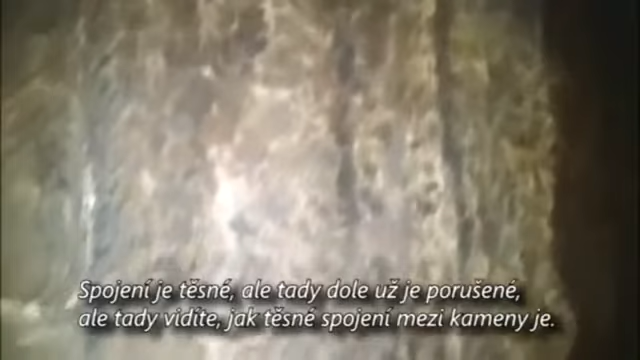 Spojení je těsné, ale tady dole už je porušené,
ale tady vidíte, jak těsné spojení mezi kameny je.